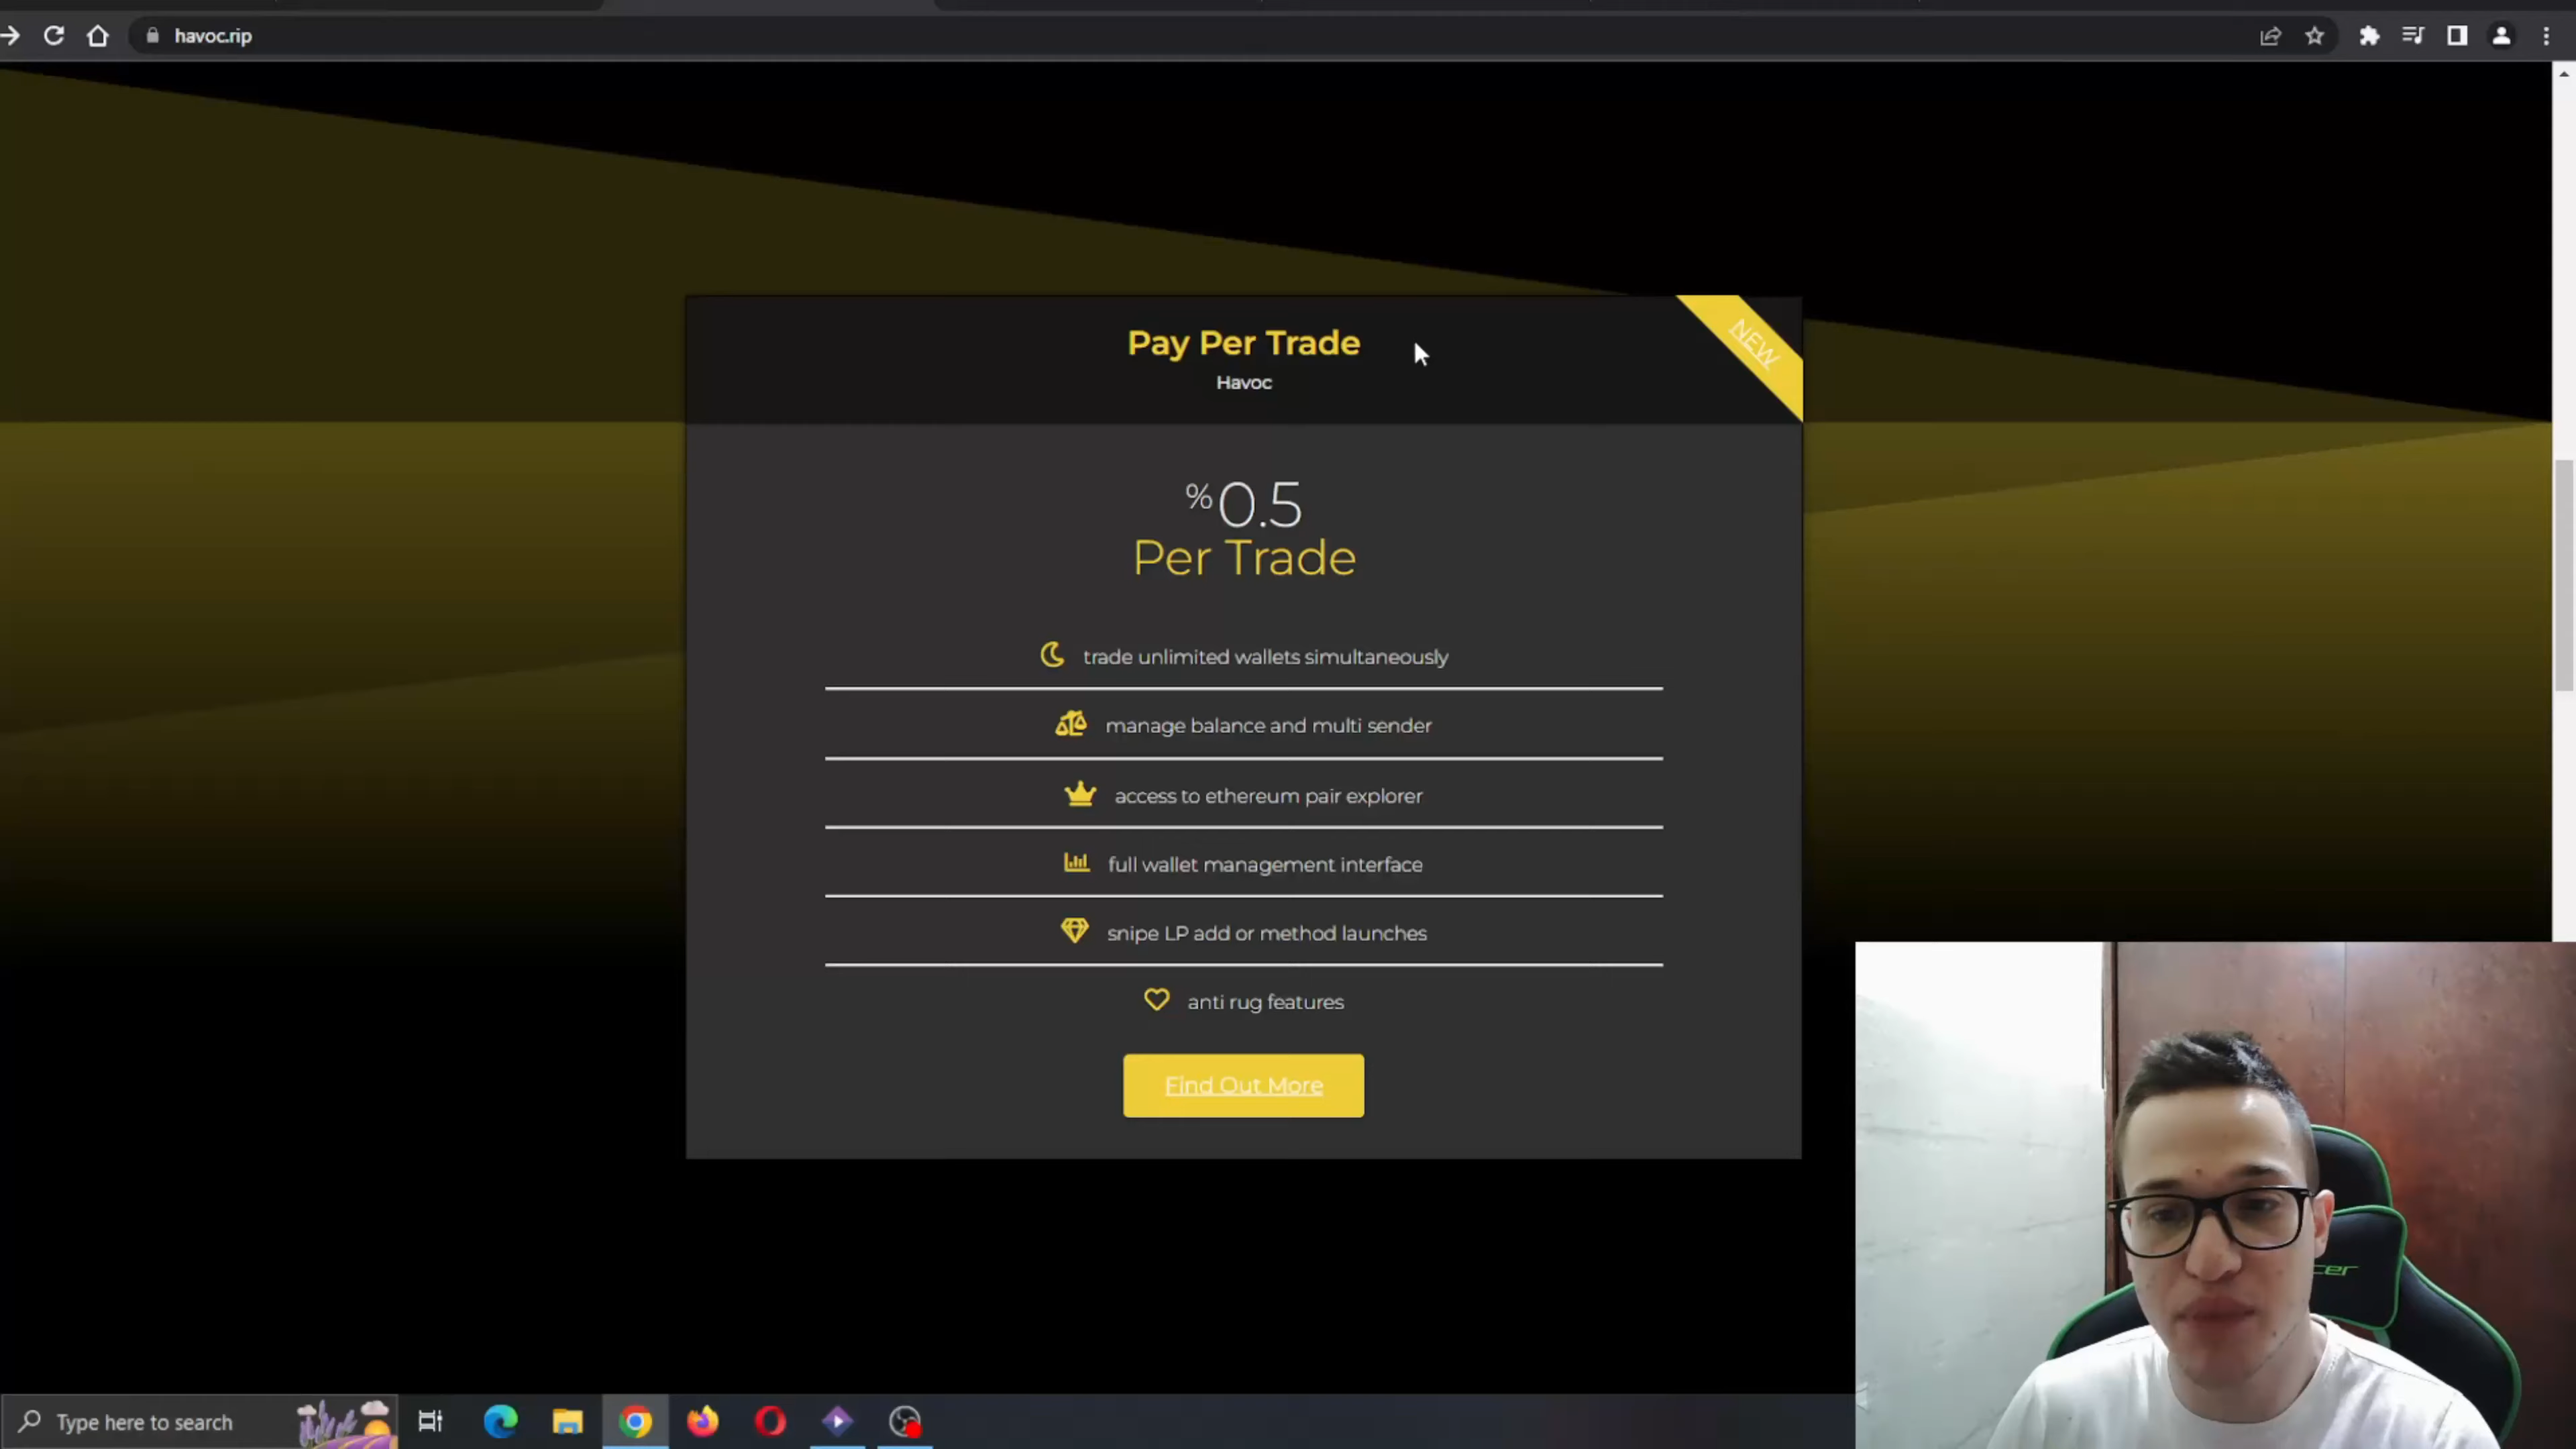 havoc.rip
Pay Per Trade
NEW
Havoc
%0.5
Per Trade
trade unlimited wallets simultaneously
manage balance and multi sender
access to ethereum pair explorer
full wallet management interface
snipe LP add or method launches
anti rug features
Find Out More
cer
Type here to search